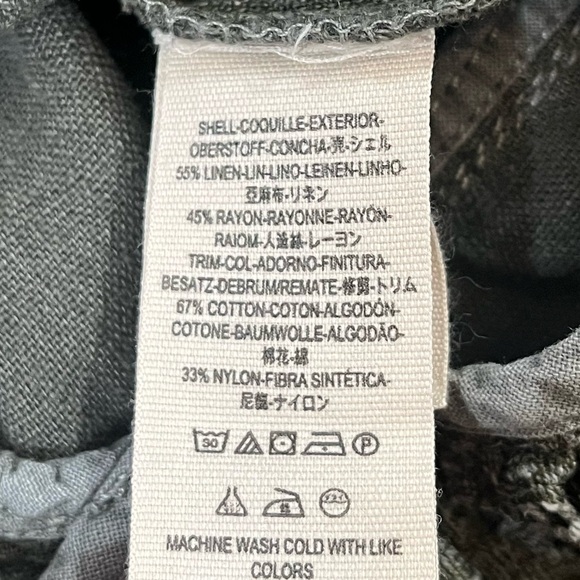 SHELL-COQUILLE-EXTERIOR-
OBERSTOFF-CONCHA-壳-シェル
55% LINEN-LIN-LINO-LEINEN-LINHO-
亞麻布-リネン
45% RAYON-RAYONNE-RAYÓN-
RAIOM-人造絲-レーヨン
TRIM-COL-ADORNO-FINITURA-
BESATZ-DEBRUM/REMATE-修剪-トリム
67% COTTON-COTON-ALGODÓN-
COTONE-BAUMWOLLE-ALGODÃO-
棉花-綿
33% NYLON-FIBRA SINTÉTICA-
尼龍-ナイロン
30 P
MACHINE WASH COLD WITH LIKE
COLORS